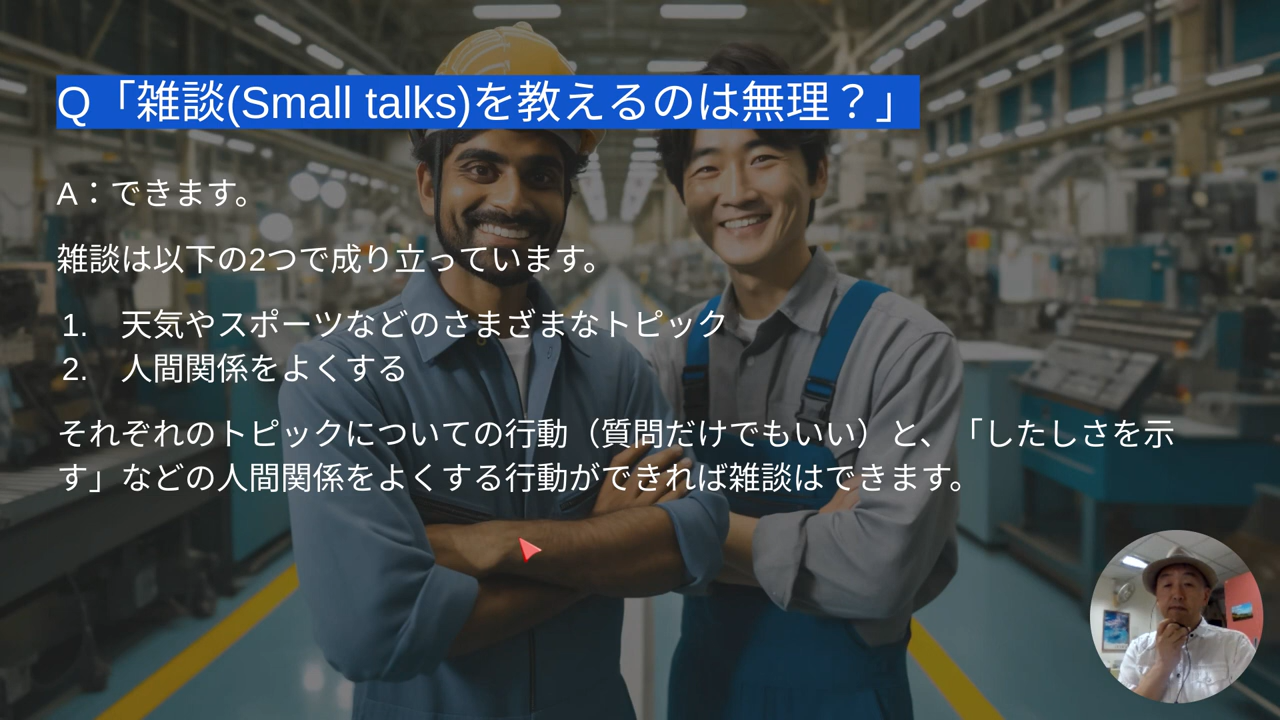 Q「雑談(Small talks)を教えるのは無理？」
A：できます。
雑談は以下の2つで成り立っています。
1. 天気やスポーツなどのさまざまなトピック
2. 人間関係をよくする
それぞれのトピックについての行動（質問だけでもいい）と、「したしさを示
す」などの人間関係をよくする行動ができれば雑談はできます。